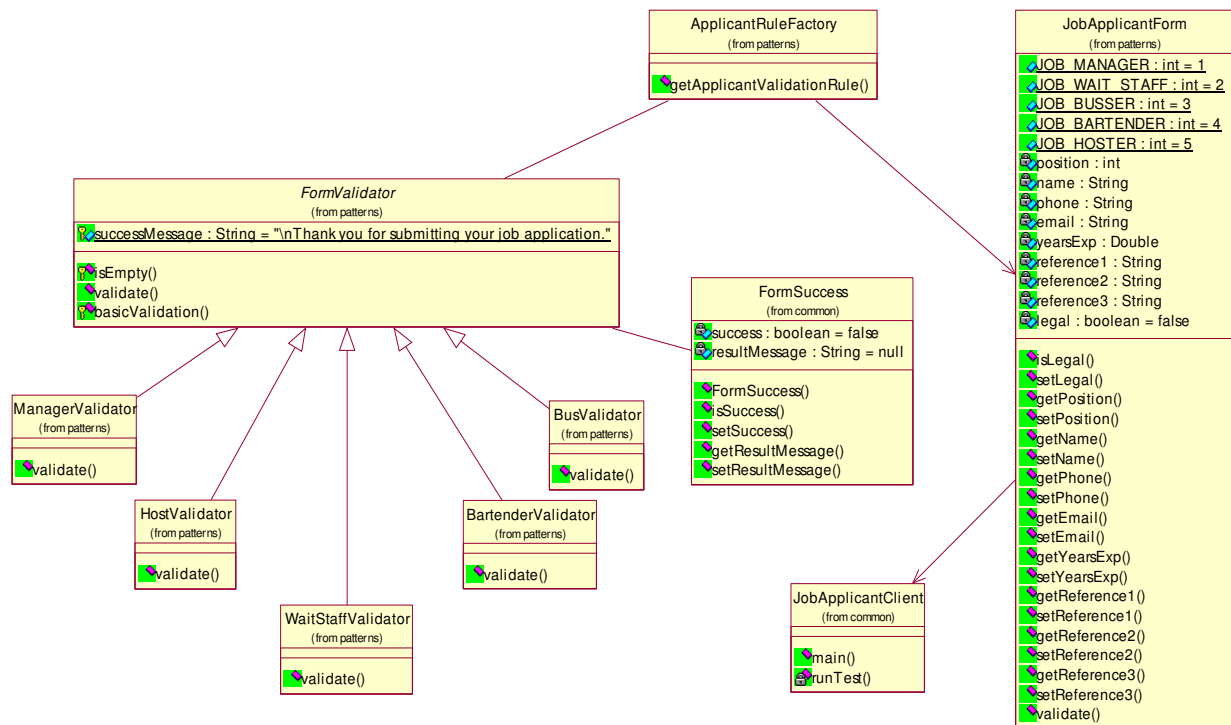 ApplicantRuleFactory
(from patterns)
getApplicantValidationRule()
JobApplicantForm
(from patterns)
JOB_MANAGER : int = 1
JOB_WAIT_STAFF : int = 2
JOB_BUSSER : int = 3
JOB_BARTENDER : int = 4
JOB_HOSTER : int = 5
position : int
name : String
phone : String
email : String
yearsExp : Double
reference1 : String
reference2 : String
reference3 : String
legal : boolean = false
isLegal()
setLegal()
getPosition()
setPosition()
getName()
setName()
getPhone()
setPhone()
getEmail()
setEmail()
getYearsExp()
setYearsExp()
getReference1()
setReference1()
getReference2()
setReference2()
getReference3()
setReference3()
validate()
FormValidator
(from patterns)
successMessage : String = "\nThank you for submitting your job application."
isEmpty()
validate()
basicValidation()
FormSuccess
(from common)
success : boolean = false
resultMessage : String = null
FormSuccess()
isSuccess()
setSuccess()
getResultMessage()
setResultMessage()
ManagerValidator
(from patterns)
validate()
BusValidator
(from patterns)
validate()
HostValidator
(from patterns)
validate()
BartenderValidator
(from patterns)
validate()
WaitStaffValidator
(from patterns)
validate()
JobApplicantClient
(from common)
main()
runTest()